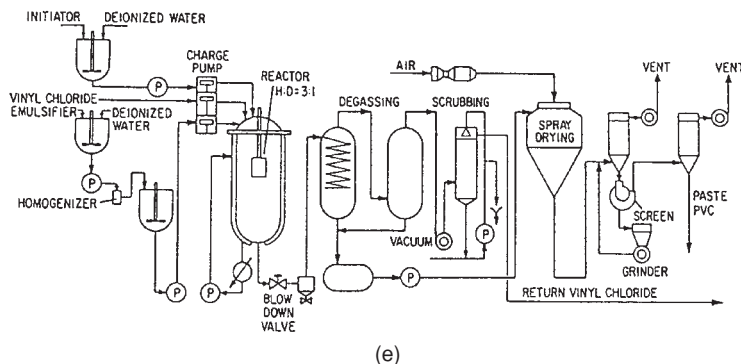 INITIATOR
DEIONIZED WATER
P
CHARGE
PUMP
REACTOR
H:D=3:1
VINYL CHLORIDE
EMULSIFIER
DEIONIZED
WATER
P
HOMOGENIZER
P
P
BLOW
DOWN
VALVE
DEGASSING
SCRUBBING
VACUUM
P
P
AIR
SPRAY
DRYING
VENT
VENT
SCREEN
GRINDER
PASTE
PVC
RETURN VINYL CHLORIDE
(e)